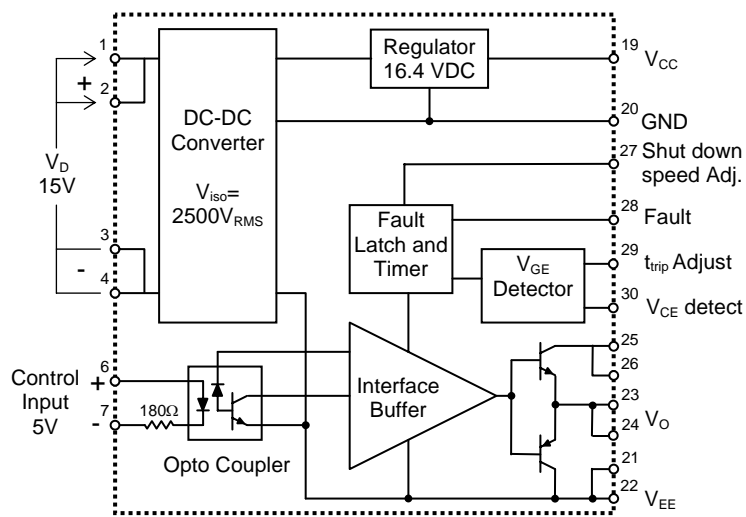 1
2
+
V_D
15V
3
-
4
DC-DC
Converter
V_iso=
2500V_RMS
Regulator
16.4 VDC
19 V_CC
20 GND
27 Shut down
speed Adj.
28 Fault
29 t_trip Adjust
30 V_CE detect
Fault
Latch and
Timer
V_GE
Detector
Control
Input
5V
6
+
7
-
180Ω
Opto Coupler
Interface
Buffer
25
26
23
V_O
24
21
22
V_EE